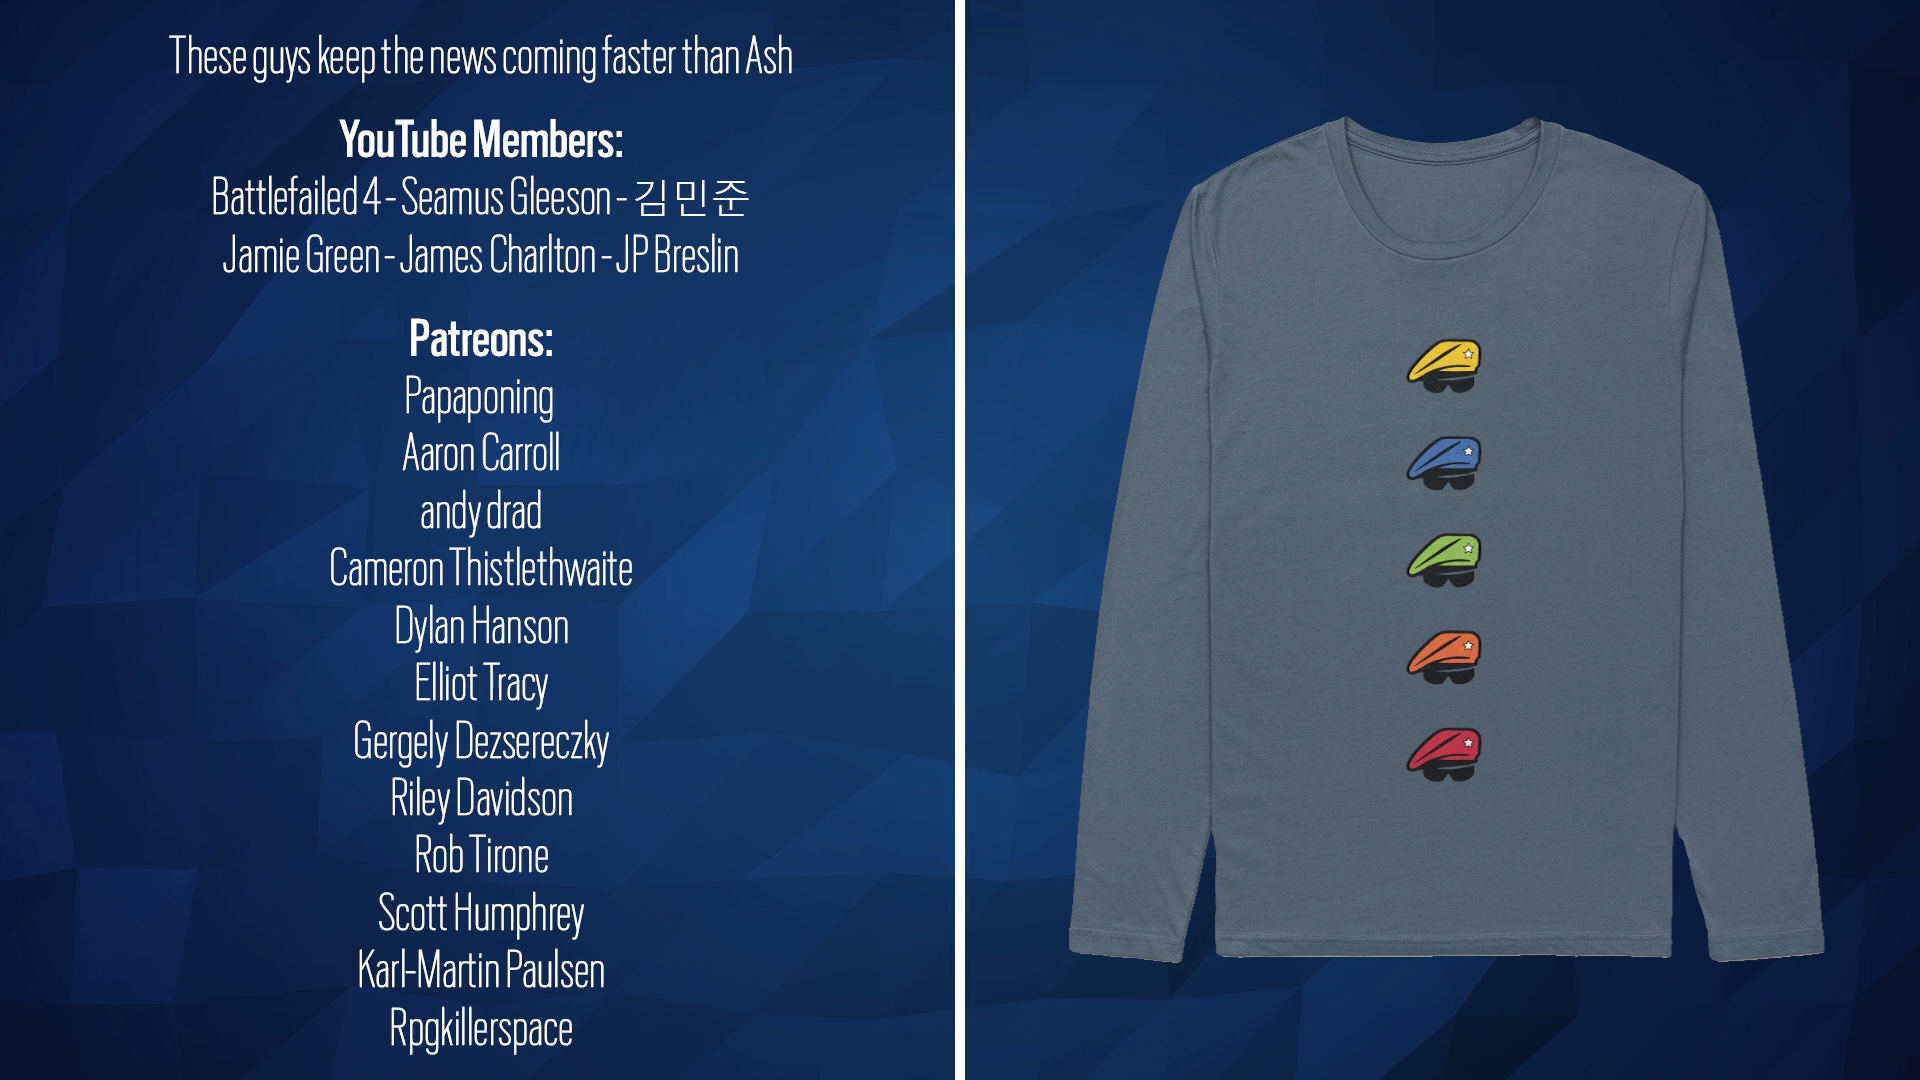 These guys keep the news coming faster than Ash
YouTube Members:
Battlefailed 4 - Seamus Gleeson - 김민준
Jamie Green - James Charlton - JP Breslin
Patreons:
Papaponing
Aaron Carroll
andy drad
Cameron Thistlethwaite
Dylan Hanson
Elliot Tracy
Gergely Dezsereczky
Riley Davidson
Rob Tirone
Scott Humphrey
Karl-Martin Paulsen
Rpgkillerspace